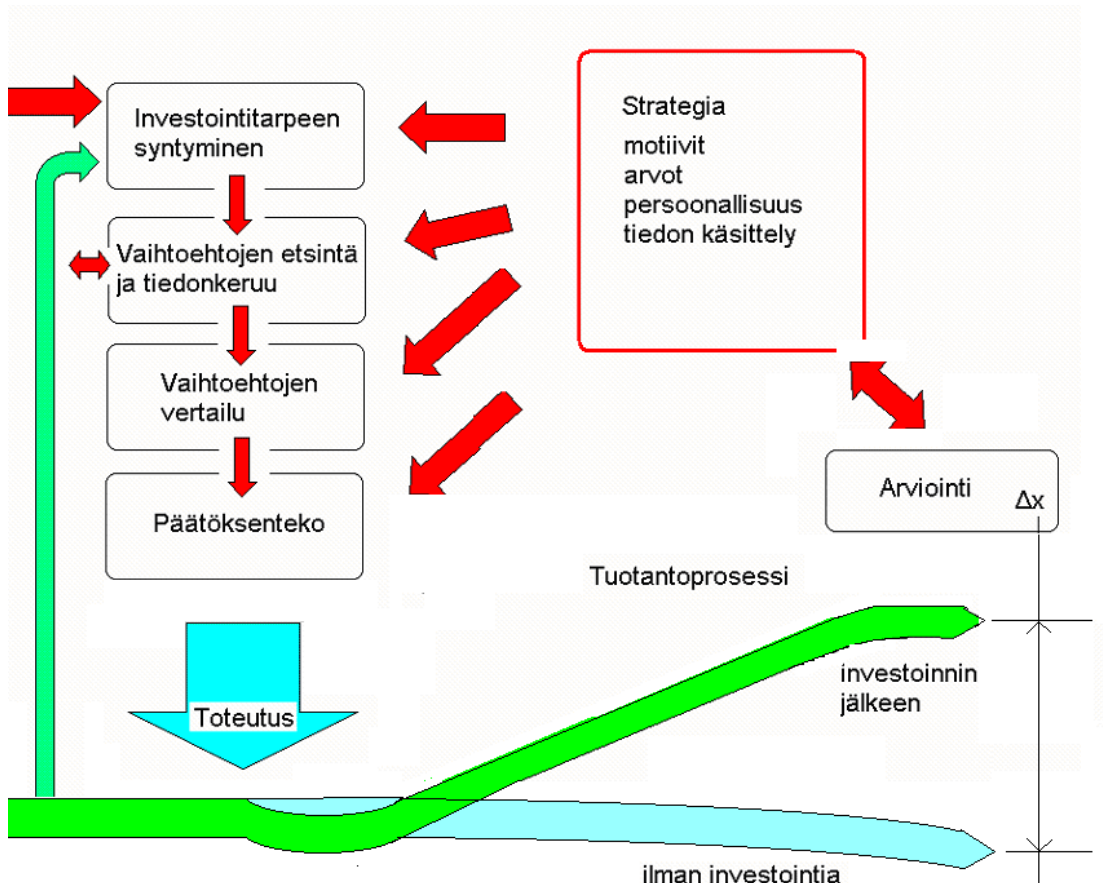 Investointitarpeen
syntyminen
Vaihtoehtojen etsintä
ja tiedonkeruu
Vaihtoehtojen
vertailu
Päätöksenteko
Toteutus
Strategia
motiivit
arvot
persoonallisuus
tiedon käsittely
Arviointi
Δx
Tuotantoprosessi
investoinnin
jälkeen
ilman investointia